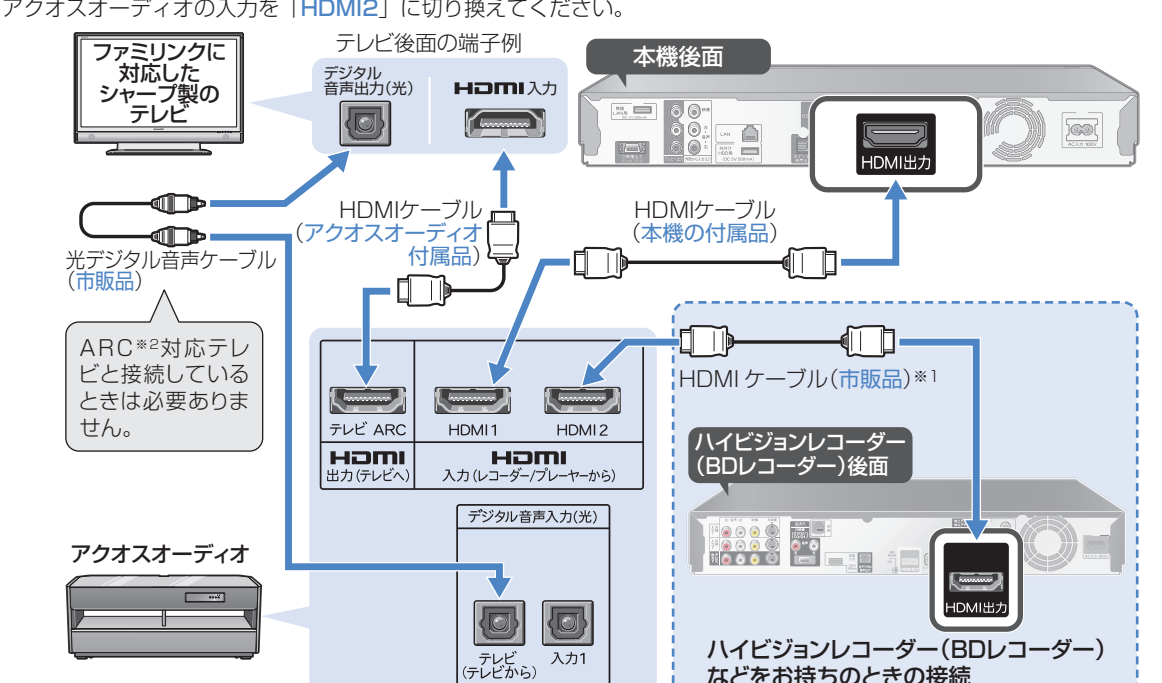 アクオスオーディオの入力を「HDMI2」に切り換えてください。
ファミリンクに
対応した
シャープ製の
テレビ
テレビ後面の端子例
デジタル
音声出力(光)
HDMI入力
本機後面
LAN
HDMI出力
AC入力 100V
HDMIケーブル
(アクオスオーディオ
付属品)
HDMIケーブル
(本機の付属品)
光デジタル音声ケーブル
(市販品)
ARC※2対応テレ
ビと接続している
ときは必要ありま
せん。
テレビ ARC
HDMI1
HDMI2
HDMI
出力(テレビへ)
HDMI
入力(レコーダー/プレーヤーから)
HDMI ケーブル(市販品)※1
ハイビジョンレコーダー
(BDレコーダー)後面
HDMI出力
デジタル音声入力(光)
テレビ
(テレビから)
入力1
アクオスオーディオ
ハイビジョンレコーダー(BDレコーダー)
などをお持ちのときの接続